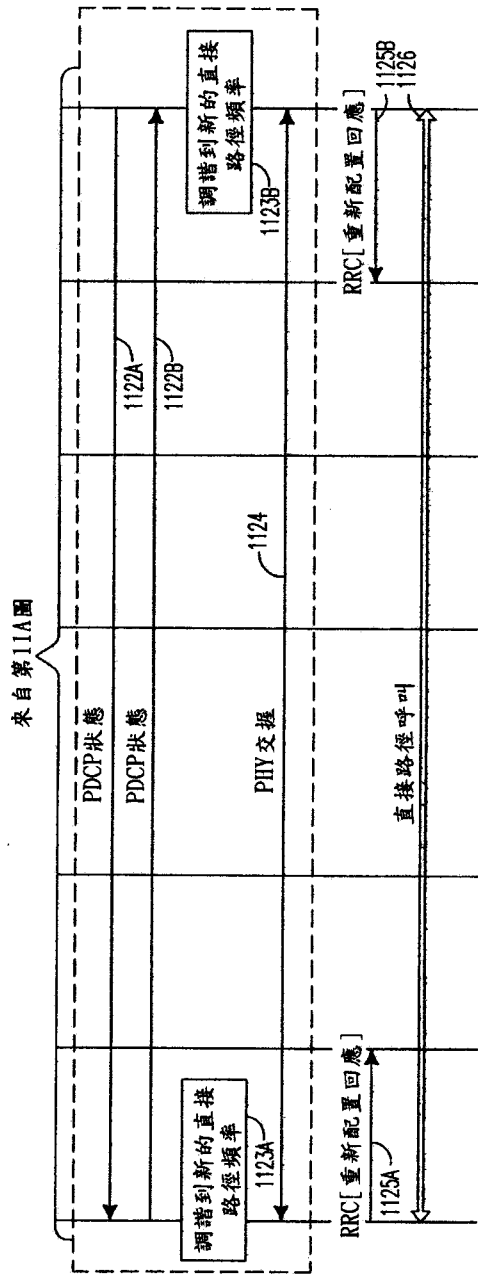 來自第11A圖
PDCP狀態
1122A
PDCP狀態
1122B
調諧到新的直接
路徑頻率
1123A
調諧到新的直接
路徑頻率
1123B
PHY交握
1124
RRC[重新配置回應]
1125A
RRC[重新配置回應]
1125B
直接路徑呼叫
1126